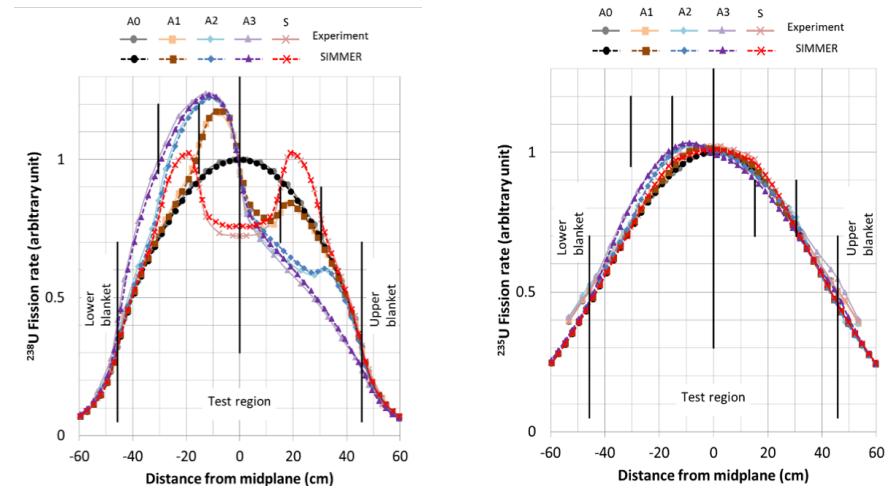 A0 A1 A2 A3 S
Experiment
SIMMER
²³⁸U Fission rate (arbitrary unit)
1
0.5
0
Lower
blanket
Upper
blanket
Test region
-60 -40 -20 0 20 40 60
Distance from midplane (cm)
A0 A1 A2 A3 S
Experiment
SIMMER
²³⁵U Fission rate (arbitrary unit)
1
0.5
0
Lower
blanket
Upper
blanket
Test region
-60 -40 -20 0 20 40 60
Distance from midplane (cm)